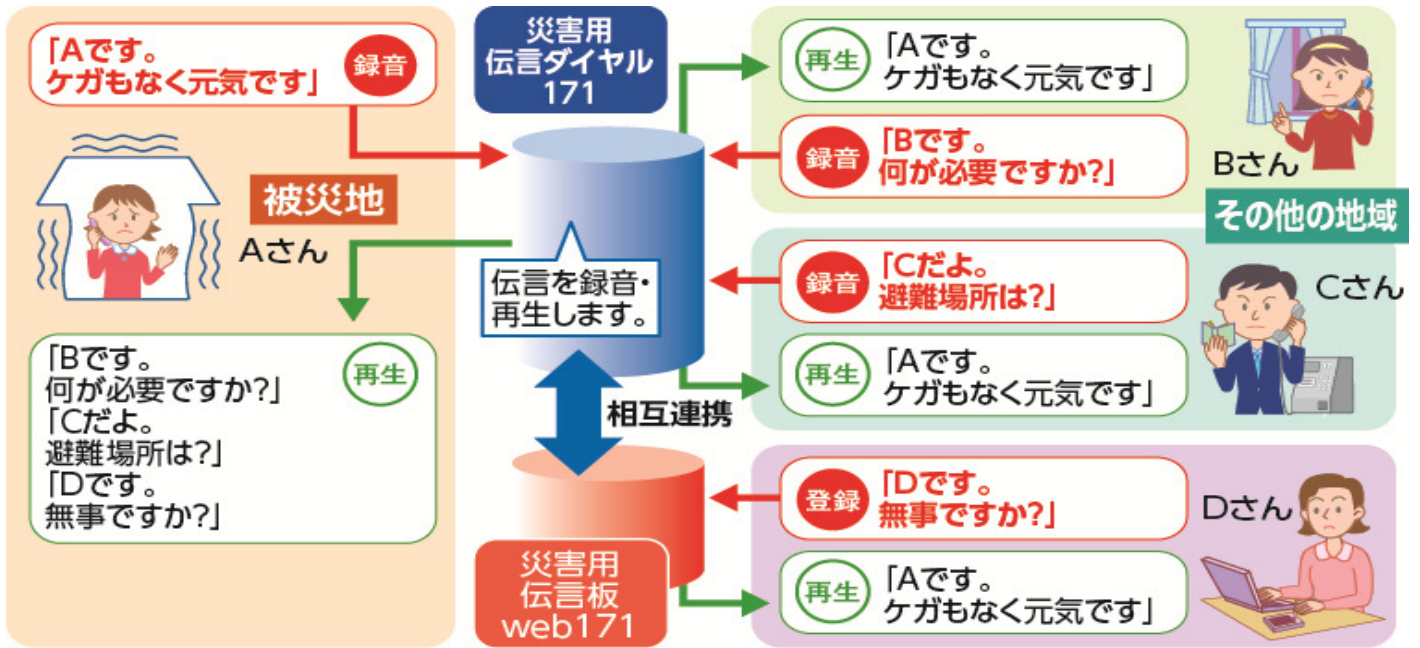 「Aです。
ケガもなく元気です」
録音
被災地
Aさん
「Bです。
何が必要ですか?」
「Cだよ。
避難場所は?」
「Dです。
無事ですか?」
再生
災害用
伝言ダイヤル
171
伝言を録音・
再生します。
相互連携
災害用
伝言板
web171
再生
「Aです。
ケガもなく元気です」
録音
「Bです。
何が必要ですか?」
Bさん
その他の地域
録音
「Cだよ。
避難場所は?」
Cさん
再生
「Aです。
ケガもなく元気です」
登録
「Dです。
無事ですか?」
Dさん
再生
「Aです。
ケガもなく元気です」